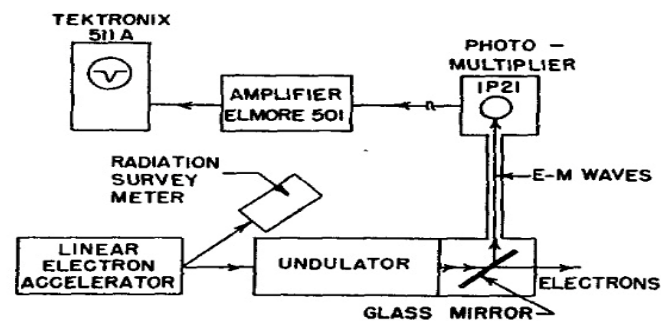 TEKTRONIX
511 A
PHOTO -
MULTIPLIER
1P21
AMPLIFIER
ELMORE 501
RADIATION
SURVEY
METER
E-M WAVES
LINEAR
ELECTRON
ACCELERATOR
UNDULATOR
ELECTRONS
GLASS MIRROR